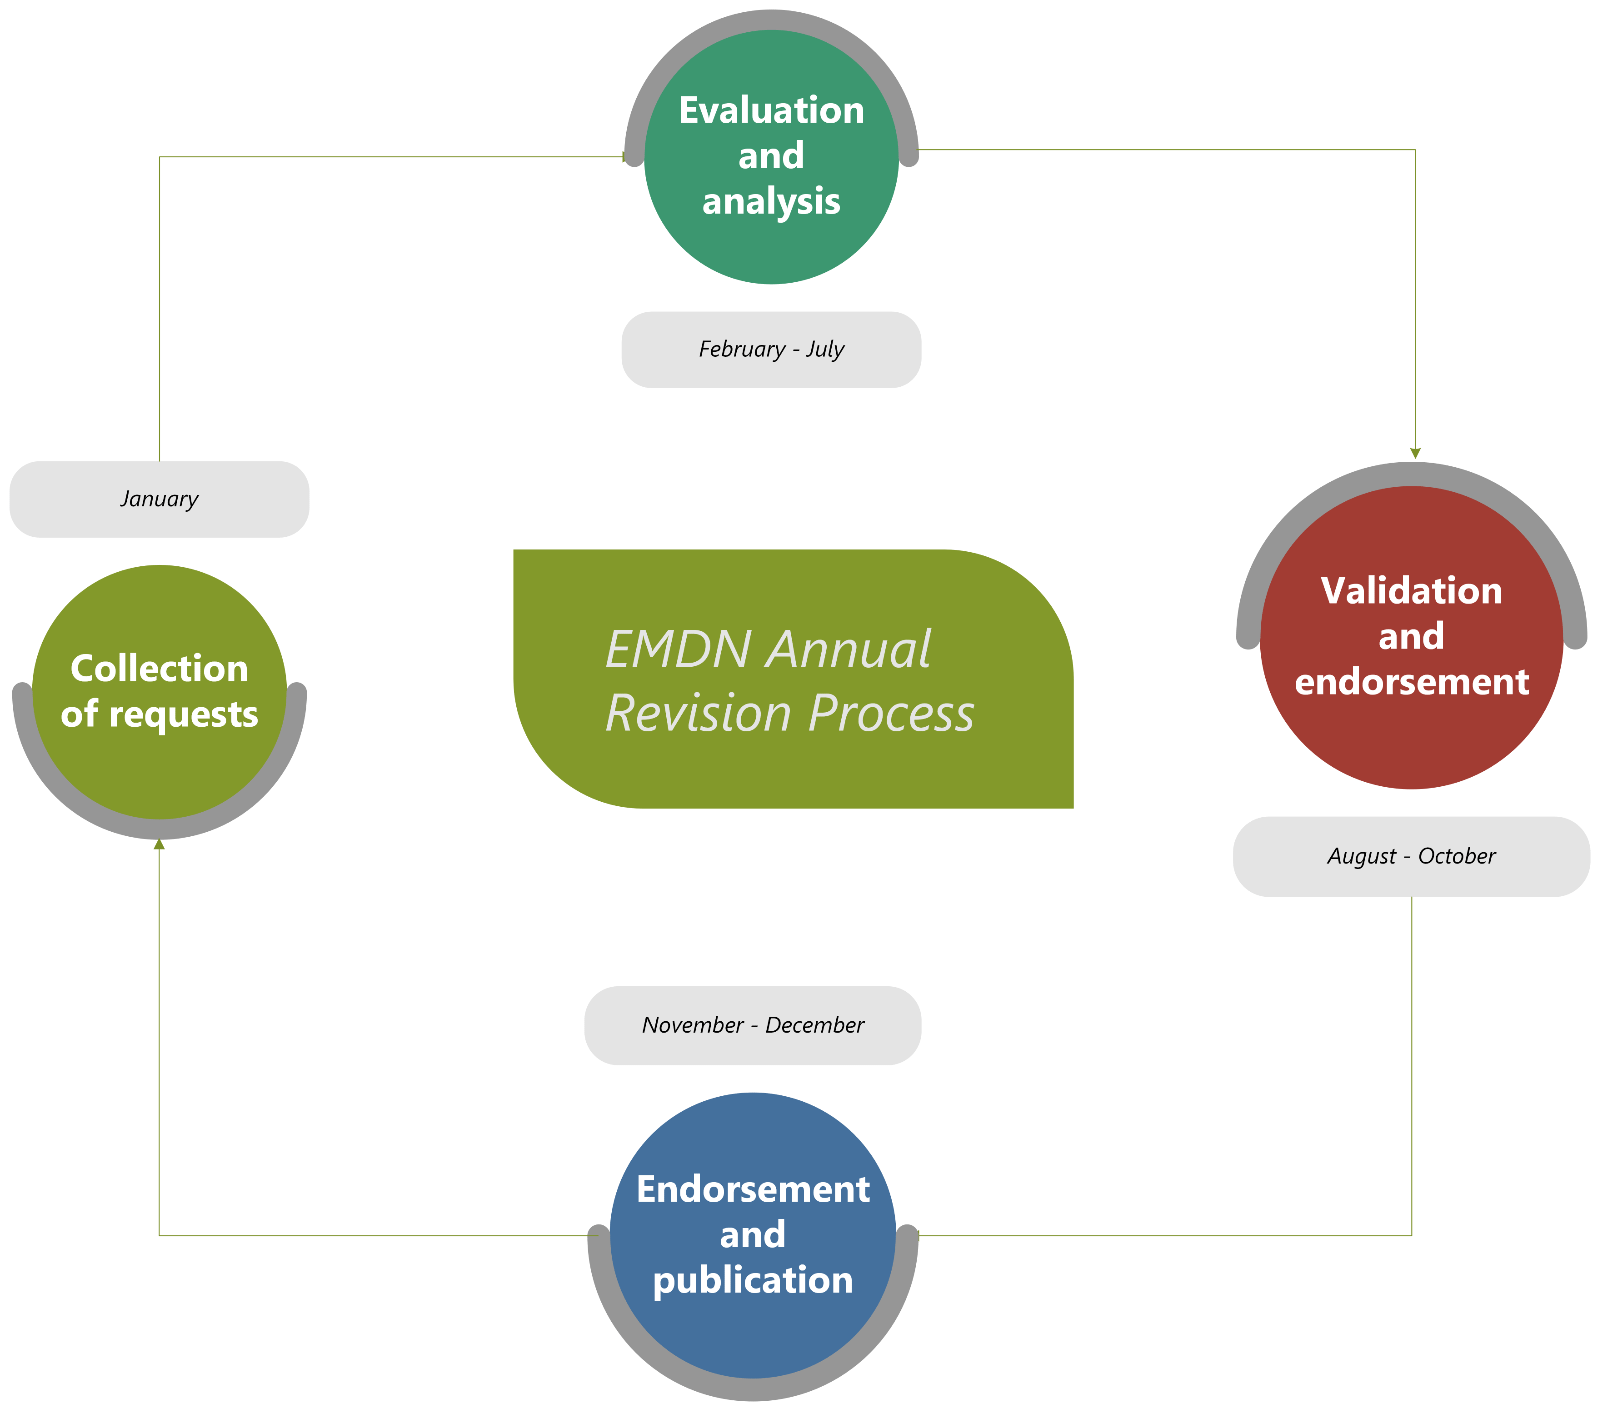 Evaluation
and
analysis
February - July
January
Collection
of requests
EMDN Annual
Revision Process
Validation
and
endorsement
August - October
November - December
Endorsement
and
publication